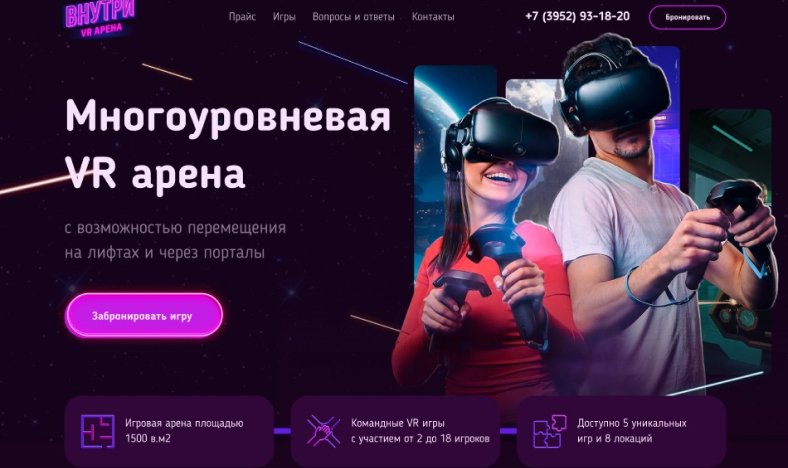 ВНУТРИ
VR АРЕНА
Прайс Игры Вопросы и ответы Контакты +7 (3952) 93-18-20 Бронировать
Многоуровневая
VR арена
с возможностью перемещения
на лифтах и через порталы
Забронировать игру
Игровая арена площадью
1500 в.м2
Командные VR игры
с участием от 2 до 18 игроков
Доступно 5 уникальных
игр и 8 локаций